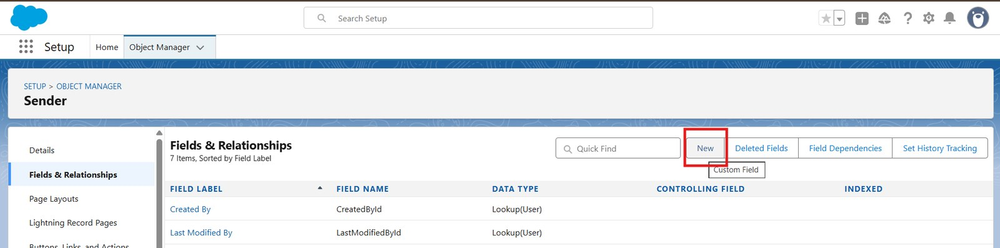 Search Setup
Setup
Home
Object Manager
SETUP > OBJECT MANAGER
Sender
Details
Fields & Relationships
Page Layouts
Lightning Record Pages
Buttons, Links, and Actions
Fields & Relationships
7 Items, Sorted by Field Label
Quick Find
New
Deleted Fields
Field Dependencies
Set History Tracking
Custom Field
FIELD LABEL FIELD NAME DATA TYPE CONTROLLING FIELD INDEXED
Created By CreatedById Lookup(User)
Last Modified By LastModifiedById Lookup(User)